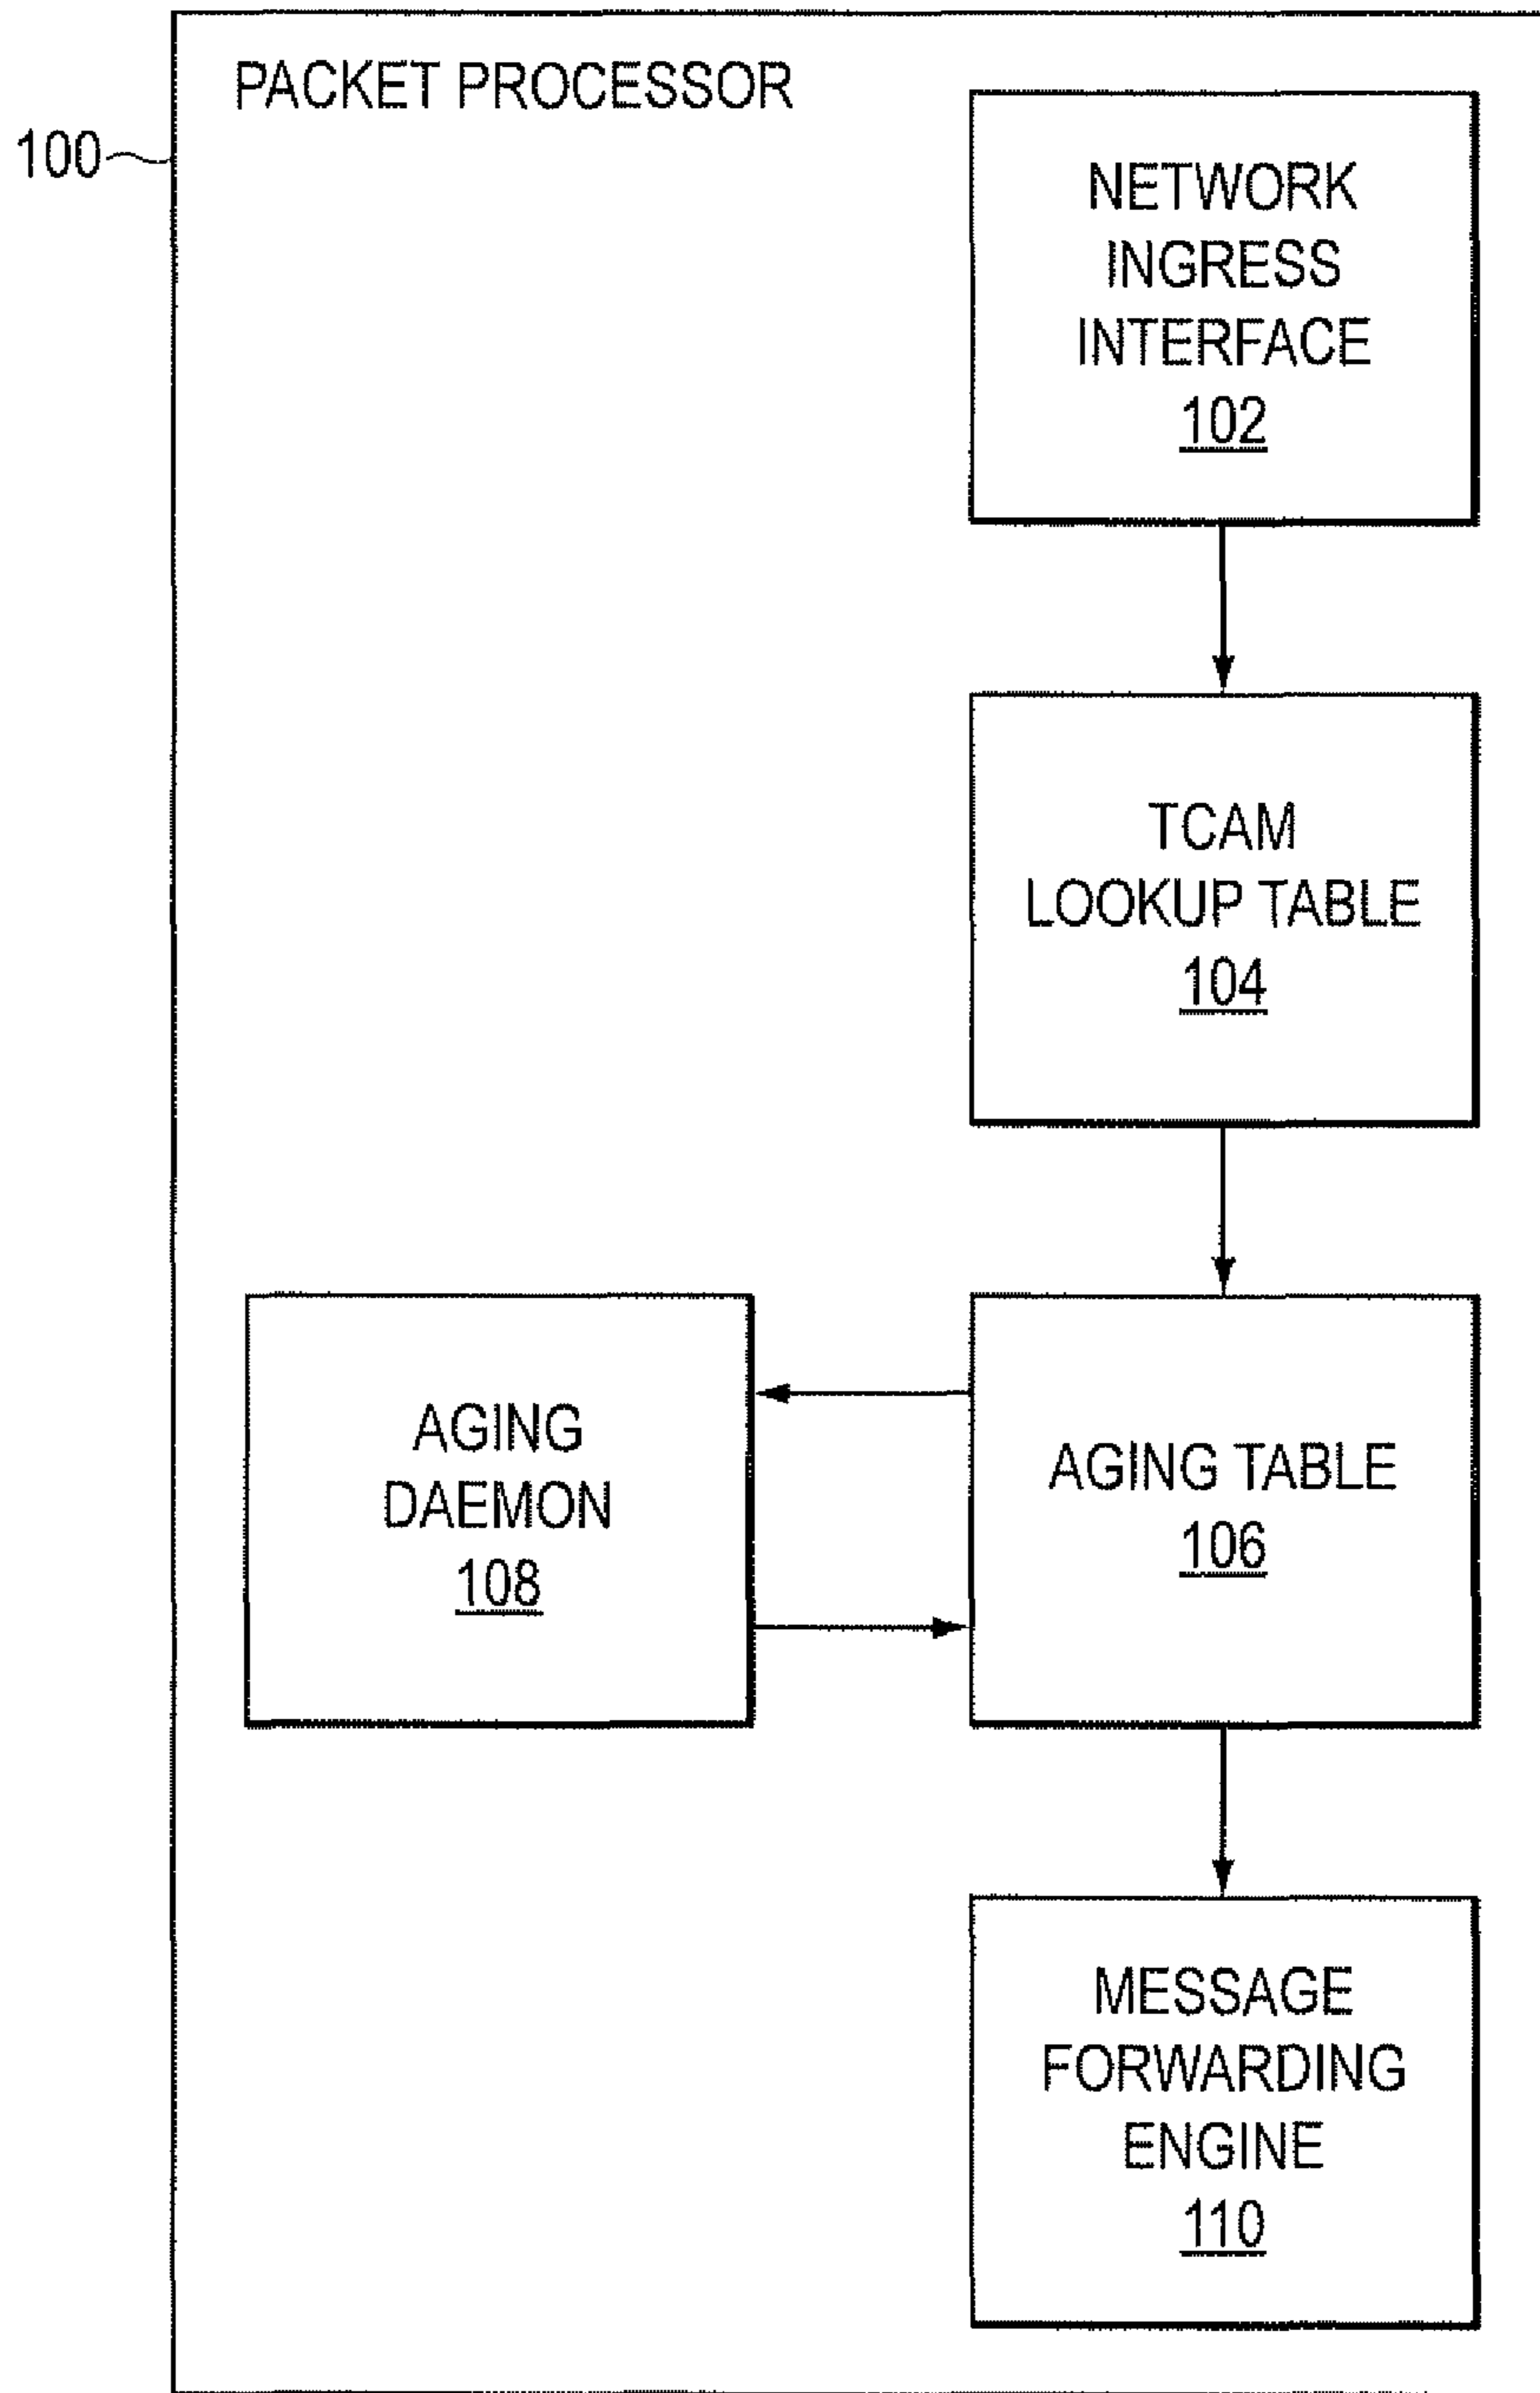 PACKET PROCESSOR
100
NETWORK
INGRESS
INTERFACE
102
TCAM
LOOKUP TABLE
104
AGING
DAEMON
108
AGING TABLE
106
MESSAGE
FORWARDING
ENGINE
110